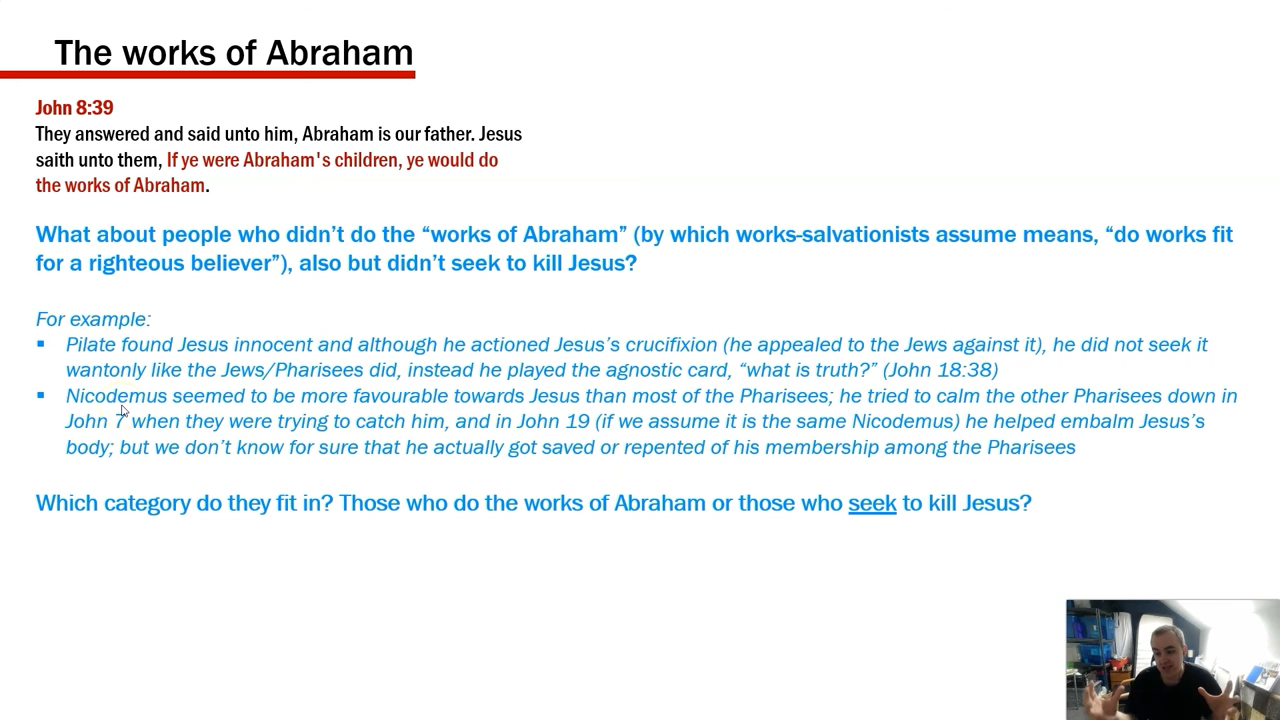 The works of Abraham
John 8:39
They answered and said unto him, Abraham is our father. Jesus
saith unto them, If ye were Abraham's children, ye would do
the works of Abraham.
What about people who didn’t do the “works of Abraham” (by which works-salvationists assume means, “do works fit
for a righteous believer”), also but didn’t seek to kill Jesus?
For example:
▪ Pilate found Jesus innocent and although he actioned Jesus’s crucifixion (he appealed to the Jews against it), he did not seek it
wantonly like the Jews/Pharisees did, instead he played the agnostic card, “what is truth?” (John 18:38)
▪ Nicodemus seemed to be more favourable towards Jesus than most of the Pharisees; he tried to calm the other Pharisees down in
John 7 when they were trying to catch him, and in John 19 (if we assume it is the same Nicodemus) he helped embalm Jesus’s
body; but we don’t know for sure that he actually got saved or repented of his membership among the Pharisees
Which category do they fit in? Those who do the works of Abraham or those who seek to kill Jesus?